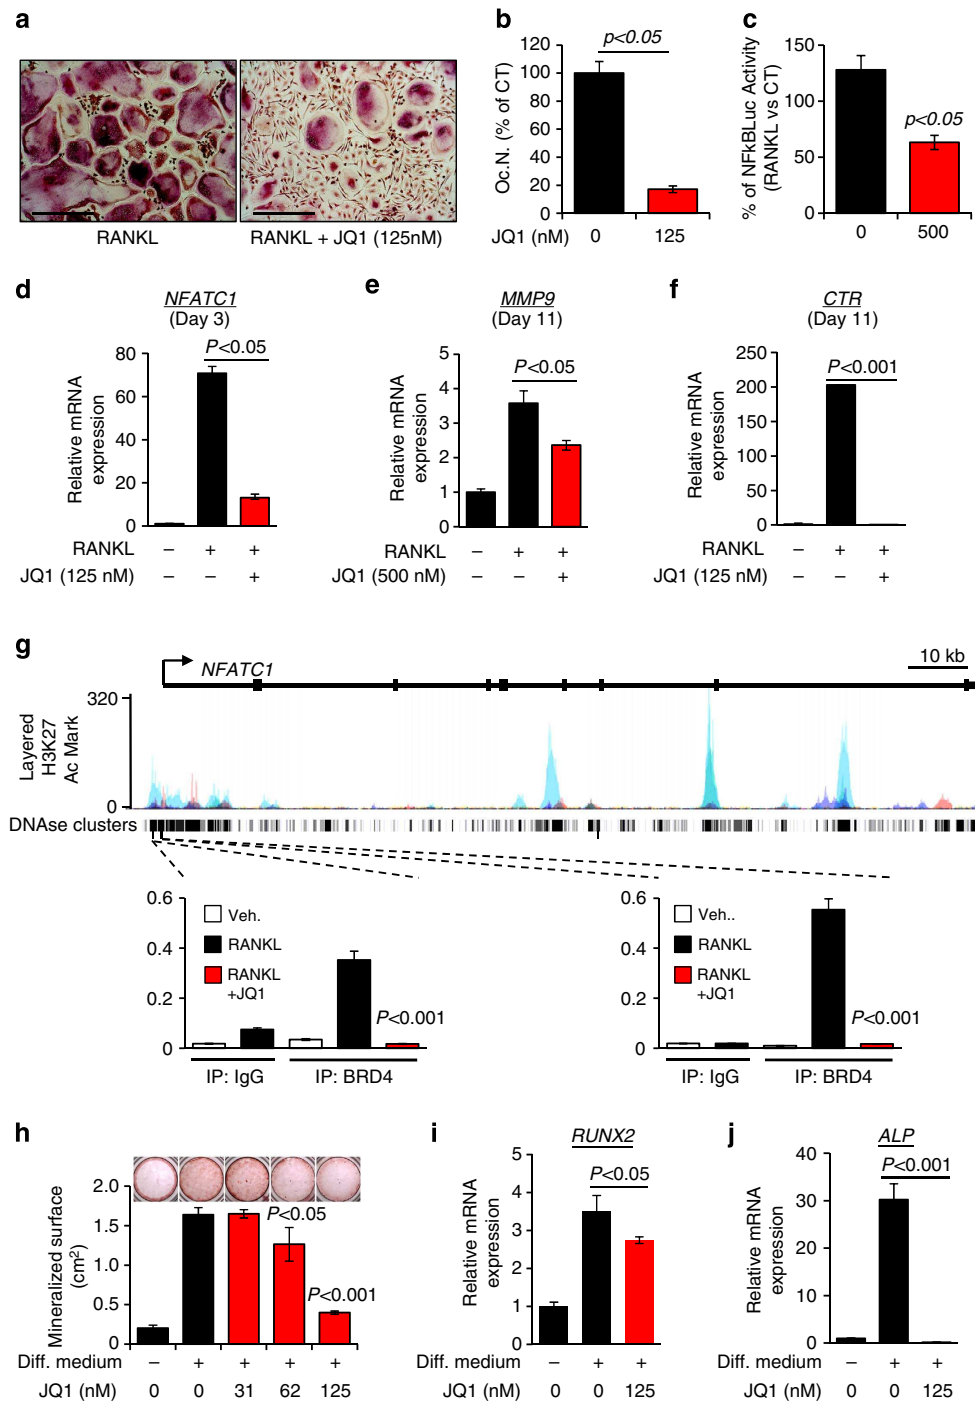 a
RANKL
RANKL + JQ1 (125nM)
b
p<0.05
Oc.N. (% of CT)
120
100
80
60
40
20
0
JQ1 (nM)
0
125
c
% of NFkBLuc Activity
(RANKL vs CT)
150
100
50
0
p<0.05
0
500
d
NFATC1
(Day 3)
P<0.05
Relative mRNA
expression
80
60
40
20
0
RANKL – + +
JQ1 (125 nM) – – +
e
MMP9
(Day 11)
P<0.05
Relative mRNA
expression
5
4
3
2
1
0
RANKL – + +
JQ1 (500 nM) – – +
f
CTR
(Day 11)
P<0.001
Relative mRNA
expression
250
200
150
100
50
0
RANKL – + +
JQ1 (125 nM) – – +
g
NFATC1
10 kb
Layered
H3K27
Ac Mark
320
0
DNAse clusters
0.6
0.4
0.2
0
Veh.
RANKL
RANKL
+JQ1
P<0.001
IP: IgG
IP: BRD4
0.6
0.4
0.2
0
Veh..
RANKL
RANKL
+JQ1
P<0.001
IP: IgG
IP: BRD4
h
Mineralized surface
(cm2)
2.0
1.5
1.0
0.5
0
P<0.05
P<0.001
Diff. medium – + + + +
JQ1 (nM) 0 0 31 62 125
i
RUNX2
P<0.05
Relative mRNA
expression
5
4
3
2
1
0
Diff. medium – + +
JQ1 (nM) 0 0 125
j
ALP
P<0.001
Relative mRNA
expression
40
30
20
10
0
Diff. medium – + +
JQ1 (nM) 0 0 125